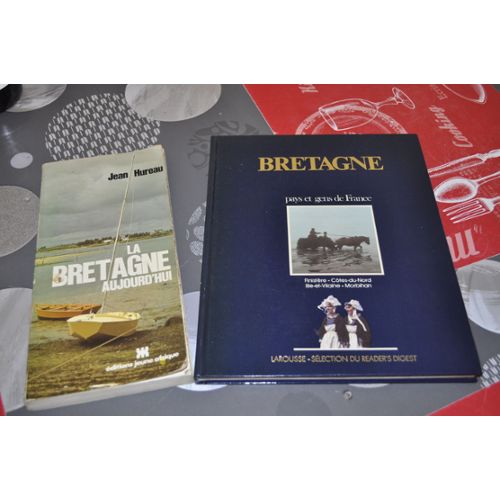 Jean Hureau
LA
BRETAGNE
AUJOURD'HUI
éditions jeune afrique
BRETAGNE
pays et gens de France
Finistère - Côtes-du-Nord
Ille-et-Vilaine - Morbihan
LAROUSSE - SÉLECTION DU READER'S DIGEST
Cooking